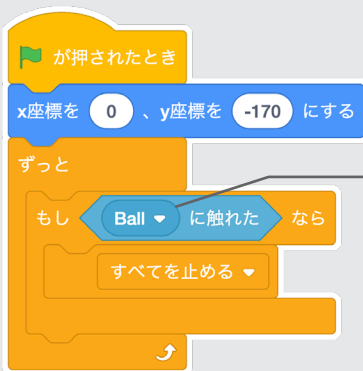 が押されたとき
x座標を 0 、y座標を -170 にする
ずっと
もし Ball に触れた なら
すべてを止める